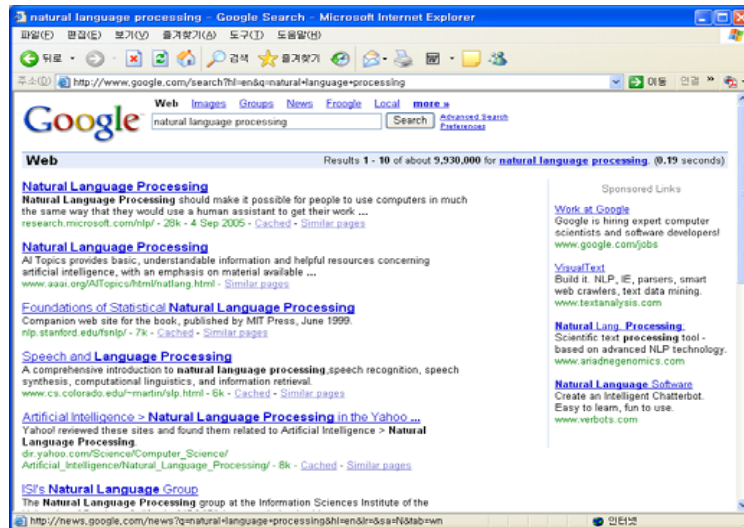 natural language processing - Google Search - Microsoft Internet Explorer
파일(F) 편집(E) 보기(V) 즐겨찾기(A) 도구(T) 도움말(H)
뒤로 검색 즐겨찾기
주소(D) http://www.google.com/search?hl=en&q=natural+language+processing 이동 연결 »
Google
Web Images Groups News Froogle Local more »
natural language processing Search Advanced Search
Preferences
Web Results 1 - 10 of about 9,930,000 for natural language processing. (0.19 seconds)
Natural Language Processing
Natural Language Processing should make it possible for people to use computers in much
the same way that they would use a human assistant to get their work ...
research.microsoft.com/nlp/ - 28k - 4 Sep 2005 - Cached - Similar pages
Natural Language Processing
AI Topics provides basic, understandable information and helpful resources concerning
artificial intelligence, with an emphasis on material available ...
www.aaai.org/AITopics/html/natlang.html - Similar pages
Foundations of Statistical Natural Language Processing
Companion web site for the book, published by MIT Press, June 1999.
nlp.stanford.edu/fsnlp/ - 7k - Cached - Similar pages
Speech and Language Processing
A comprehensive introduction to natural language processing,speech recognition, speech
synthesis, computational linguistics, and information retrieval.
www.cs.colorado.edu/~martin/slp.html - 6k - Cached - Similar pages
Artificial Intelligence > Natural Language Processing in the Yahoo ...
Yahoo! reviewed these sites and found them related to Artificial Intelligence > Natural
Language Processing.
dir.yahoo.com/Science/Computer_Science/
Artificial_Intelligence/Natural_Language_Processing/ - 8k - Cached - Similar pages
ISI's Natural Language Group
The Natural Language Processing group at the Information Sciences Institute of the
Sponsored Links
Work at Google
Google is hiring expert computer
scientists and software developers!
www.google.com/jobs
VisualText
Build it. NLP, IE, parsers, smart
web crawlers, text data mining.
www.textanalysis.com
Natural Lang. Processing.
Scientific text processing tool -
based on advanced NLP technology.
www.ariadnegenomics.com
Natural Language Software
Create an Intelligent Chatterbot.
Easy to learn, fun to use.
www.verbots.com
http://news.google.com/news?q=natural+language+processing&hl=en&lr=&sa=N&tab=wn 인터넷